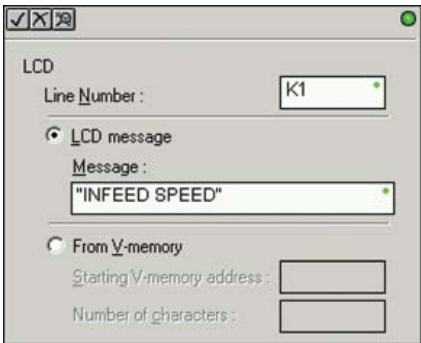 LCD
Line Number : K1
LCD message
Message :
"INFEED SPEED"
From V-memory
Starting V-memory address :
Number of characters :